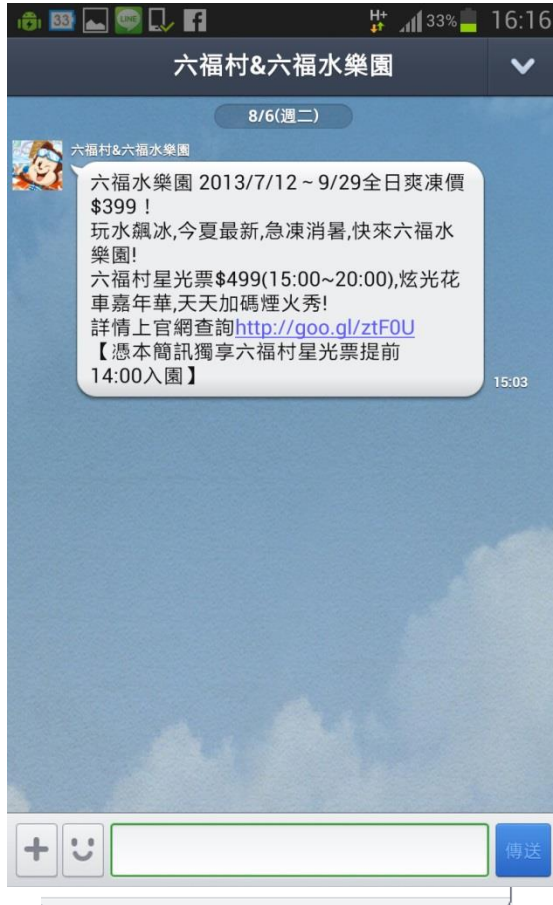 33
LINE
H+
33%
16:16
六福村&六福水樂園
8/6(週二)
六福村&六福水樂園
六福水樂園 2013/7/12 ~ 9/29全日爽凍價
$399！
玩水飆冰,今夏最新,急凍消暑,快來六福水
樂園!
六福村星光票$499(15:00~20:00),炫光花
車嘉年華,天天加碼煙火秀!
詳情上官網查詢http://goo.gl/ztF0U
【憑本簡訊獨享六福村星光票提前
14:00入園】
15:03
傳送